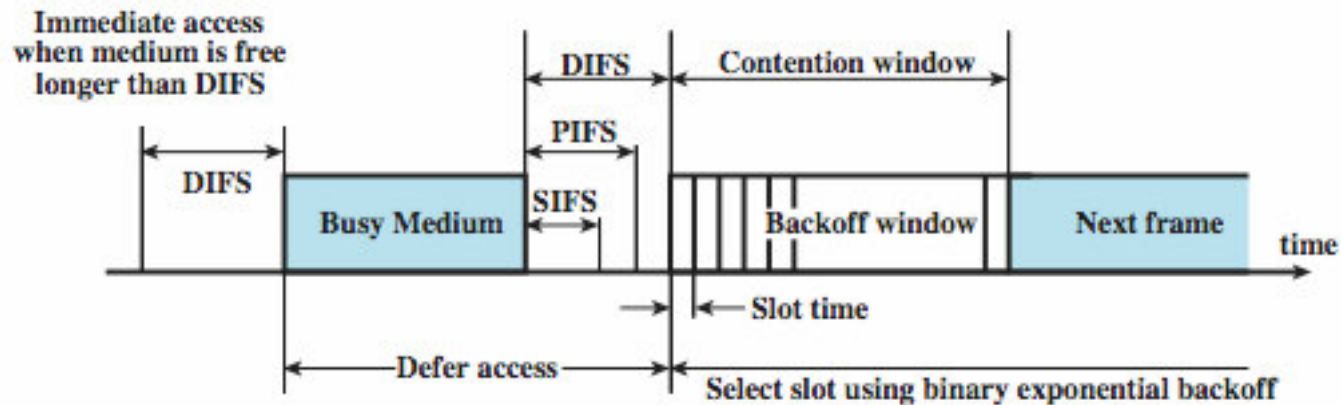 Immediate access
when medium is free
longer than DIFS
DIFS
Contention window
PIFS
DIFS
SIFS
Busy Medium
Backoff window
Next frame
time
Slot time
Defer access
Select slot using binary exponential backoff